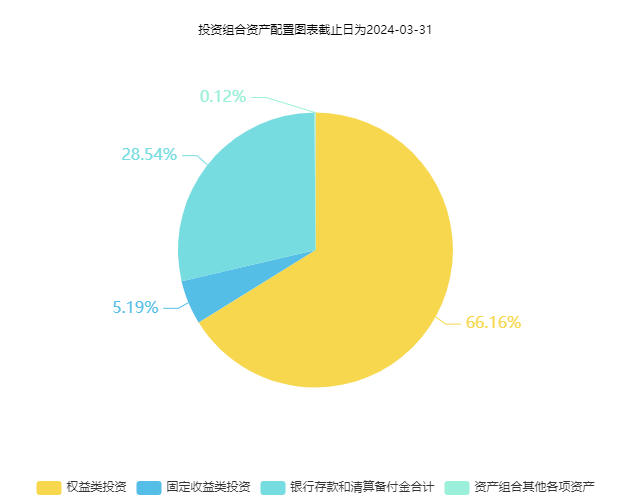 投资组合资产配置图表截止日为2024-03-31
0.12%
28.54%
5.19%
66.16%
权益类投资 固定收益类投资 银行存款和清算备付金合计 资产组合其他各项资产